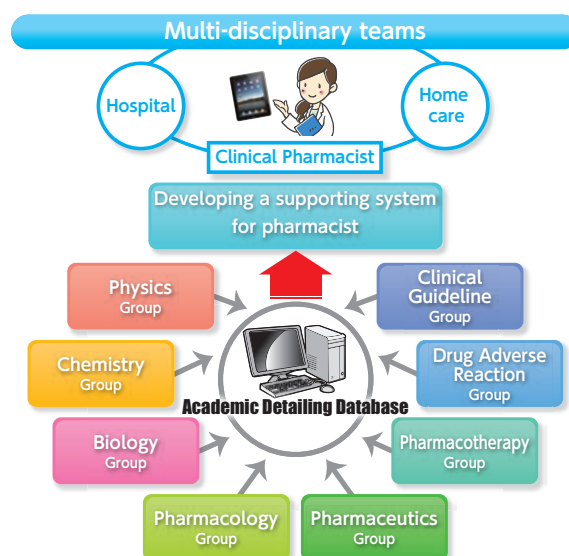 Multi-disciplinary teams
Hospital
Home
care
Clinical Pharmacist
Developing a supporting system
for pharmacist
Physics
Group
Clinical
Guideline
Group
Chemistry
Group
Drug Adverse
Reaction
Group
Academic Detailing Database
Biology
Group
Pharmacotherapy
Group
Pharmacology
Group
Pharmaceutics
Group